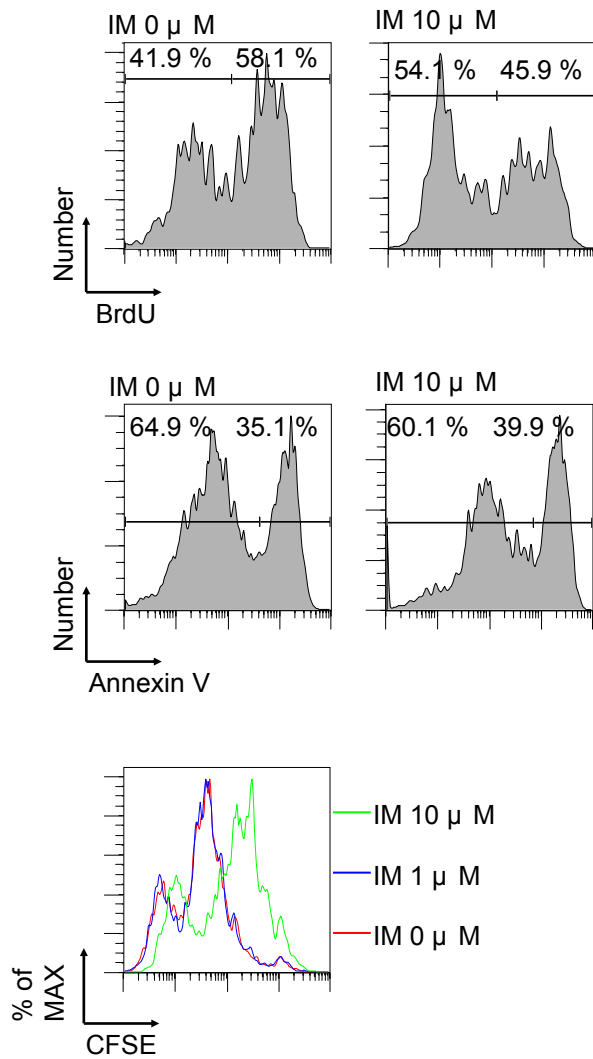 IM 0 µ M
IM 10 µ M
41.9 %
58.1 %
54.1 %
45.9 %
Number
BrdU
IM 0 µ M
IM 10 µ M
64.9 %
35.1 %
60.1 %
39.9 %
Number
Annexin V
IM 10 µ M
IM 1 µ M
IM 0 µ M
% of
MAX
CFSE